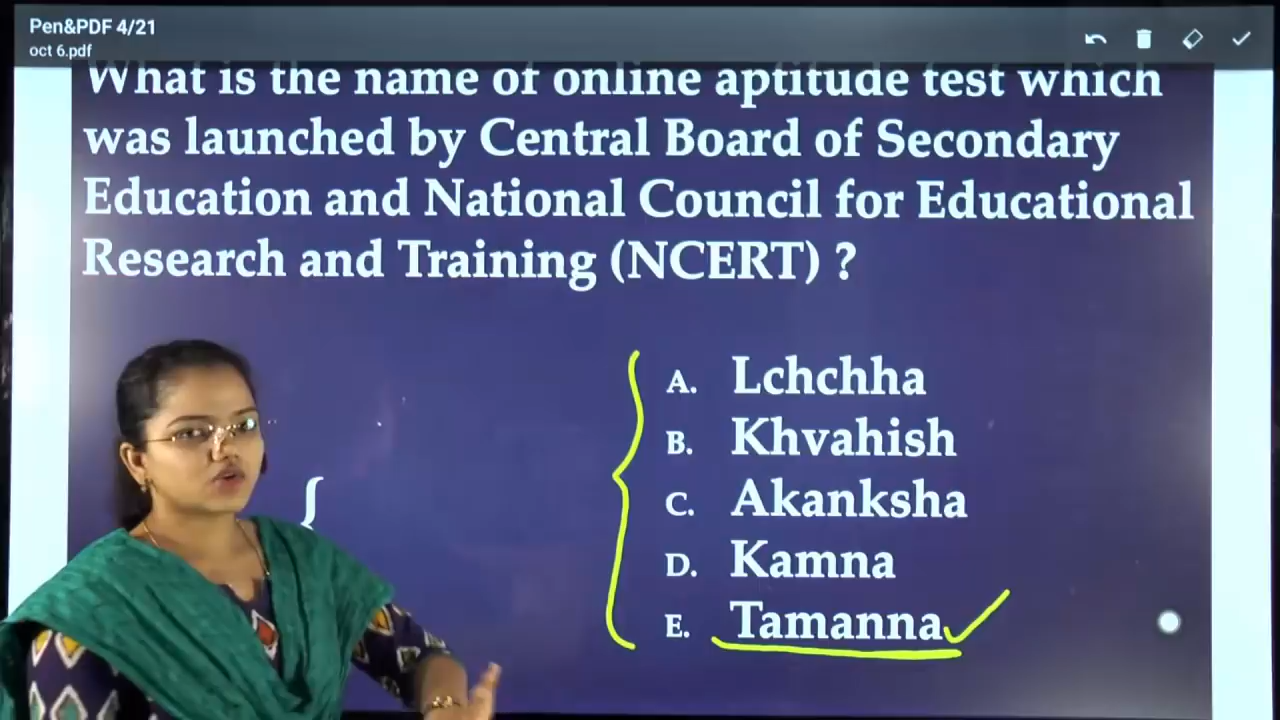 Pen&PDF 4/21
oct 6.pdf
What is the name of online aptitude test which
was launched by Central Board of Secondary
Education and National Council for Educational
Research and Training (NCERT) ?
A. Lchchha
B. Khvahish
C. Akanksha
D. Kamna
E. Tamanna